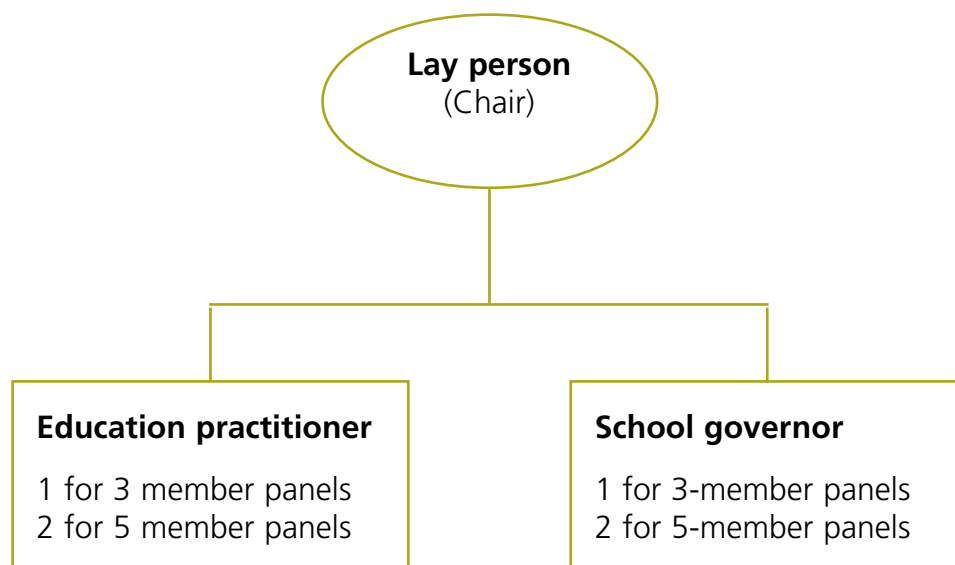 Lay person
(Chair)
Education practitioner
1 for 3 member panels
2 for 5 member panels
School governor
1 for 3-member panels
2 for 5-member panels